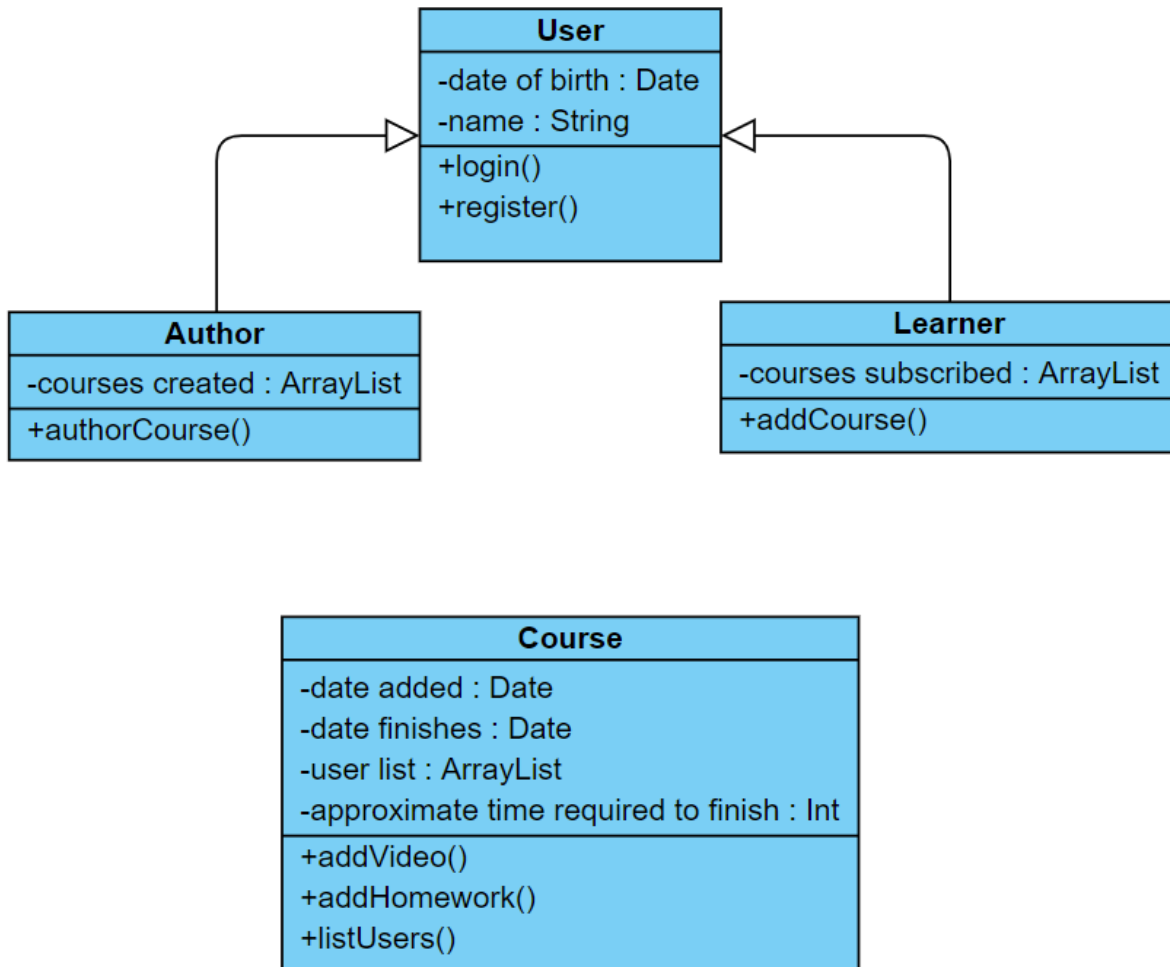 User
-date of birth : Date
-name : String
+login()
+register()
Author
-courses created : ArrayList
+authorCourse()
Learner
-courses subscribed : ArrayList
+addCourse()
Course
-date added : Date
-date finishes : Date
-user list : ArrayList
-approximate time required to finish : Int
+addVideo()
+addHomework()
+listUsers()